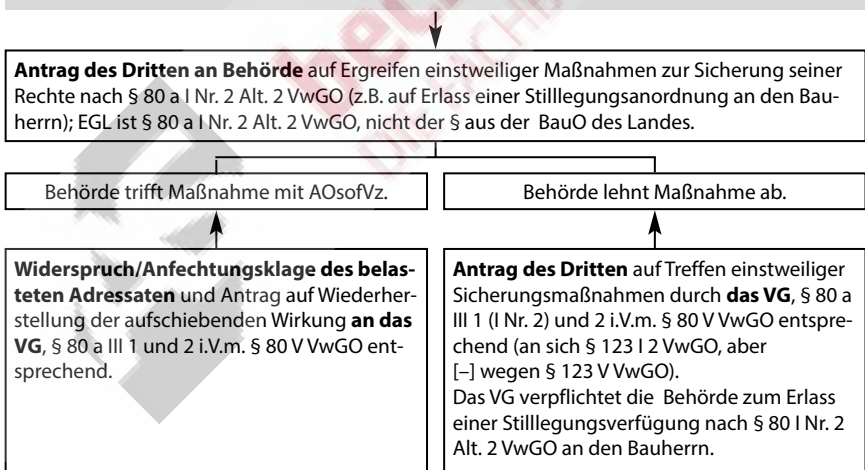 Antrag des Dritten an Behörde auf Ergreifen einstweiliger Maßnahmen zur Sicherung seiner
Rechte nach § 80 a I Nr. 2 Alt. 2 VwGO (z.B. auf Erlass einer Stilllegungsanordnung an den Bau-
herrn); EGL ist § 80 a I Nr. 2 Alt. 2 VwGO, nicht der § aus der BauO des Landes.
Behörde trifft Maßnahme mit AOsofVz.
Behörde lehnt Maßnahme ab.
Widerspruch/Anfechtungsklage des belas-
teten Adressaten und Antrag auf Wiederher-
stellung der aufschiebenden Wirkung an das
VG, § 80 a III 1 und 2 i.V.m. § 80 V VwGO ent-
sprechend.
Antrag des Dritten auf Treffen einstweiliger
Sicherungsmaßnahmen durch das VG, § 80 a
III 1 (I Nr. 2) und 2 i.V.m. § 80 V VwGO entspre-
chend (an sich § 123 I 2 VwGO, aber
[–] wegen § 123 V VwGO).
Das VG verpflichtet die Behörde zum Erlass
einer Stilllegungsverfügung nach § 80 I Nr. 2
Alt. 2 VwGO an den Bauherrn.